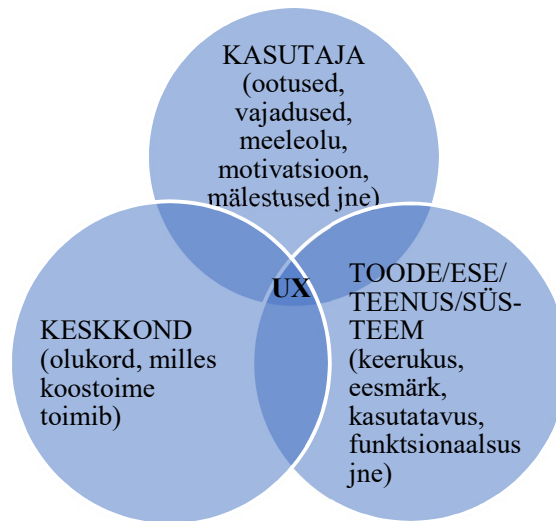 KASUTAJA
(ootused,
vajadused,
meeleolu,
motivatsioon,
mälestused jne)
UX
KESKKOND
(olukord, milles
koostoime
toimib)
TOODE/ESE/
TEENUS/SÜS-
TEEM
(keerukus,
eesmärk,
kasutatavus,
funktsionaalsus
jne)